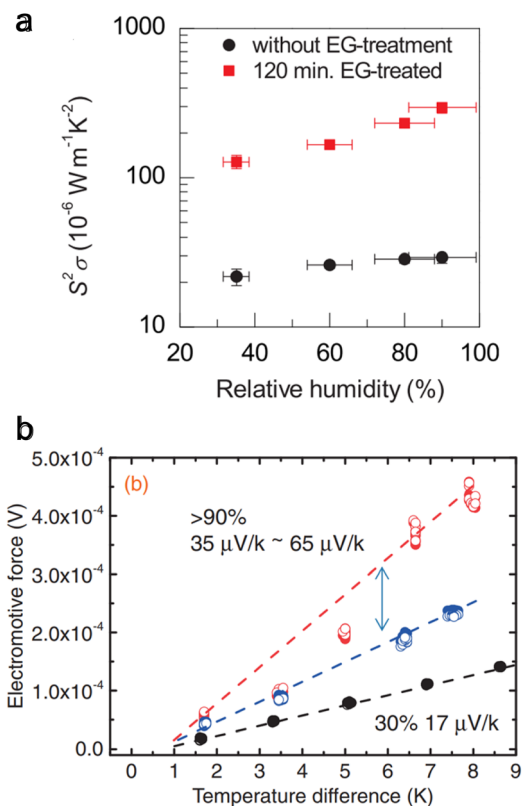 a
1000
100
10
S²σ (10⁻⁶ W m⁻¹K⁻²)
without EG-treatment
120 min. EG-treated
20 40 60 80 100
Relative humidity (%)
b
5.0x10⁻⁴
4.0x10⁻⁴
3.0x10⁻⁴
2.0x10⁻⁴
1.0x10⁻⁴
0.0
Electromotive force (V)
(b)
>90%
35 μV/k ~ 65 μV/k
30% 17 μV/k
0 1 2 3 4 5 6 7 8 9
Temperature difference (K)